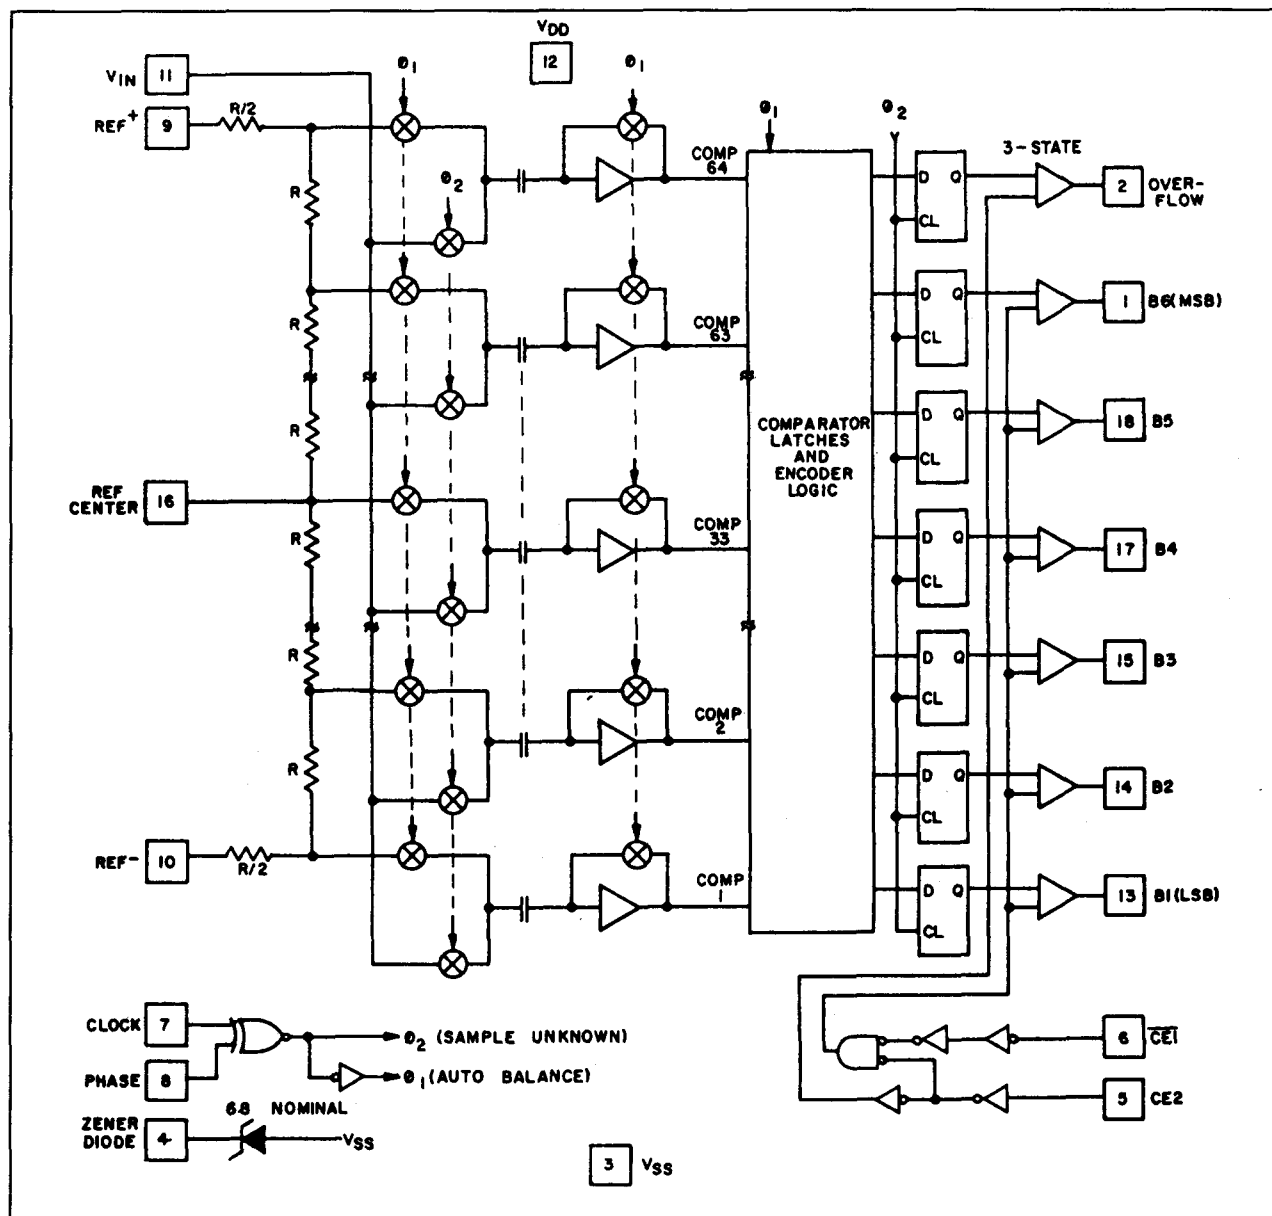 VDD
12
VIN 11
ø1
ø1
REF+ 9
R/2
ø1
ø2
3-STATE
COMP 64
D Q
CL
2 OVER-FLOW
R
ø2
COMP 63
D Q
CL
1 B6(MSB)
R
R
D Q
CL
18 B5
COMPARATOR
LATCHES
AND
ENCODER
LOGIC
REF CENTER 16
COMP 33
D Q
CL
17 B4
R
R
D Q
CL
15 B3
COMP 2
R
D Q
CL
14 B2
REF- 10
R/2
COMP 1
D Q
CL
13 B1(LSB)
CLOCK 7
ø2 (SAMPLE UNKNOWN)
6 CE1
PHASE 8
ø1 (AUTO BALANCE)
5 CE2
6.8 NOMINAL
ZENER DIODE 4
VSS
3 VSS